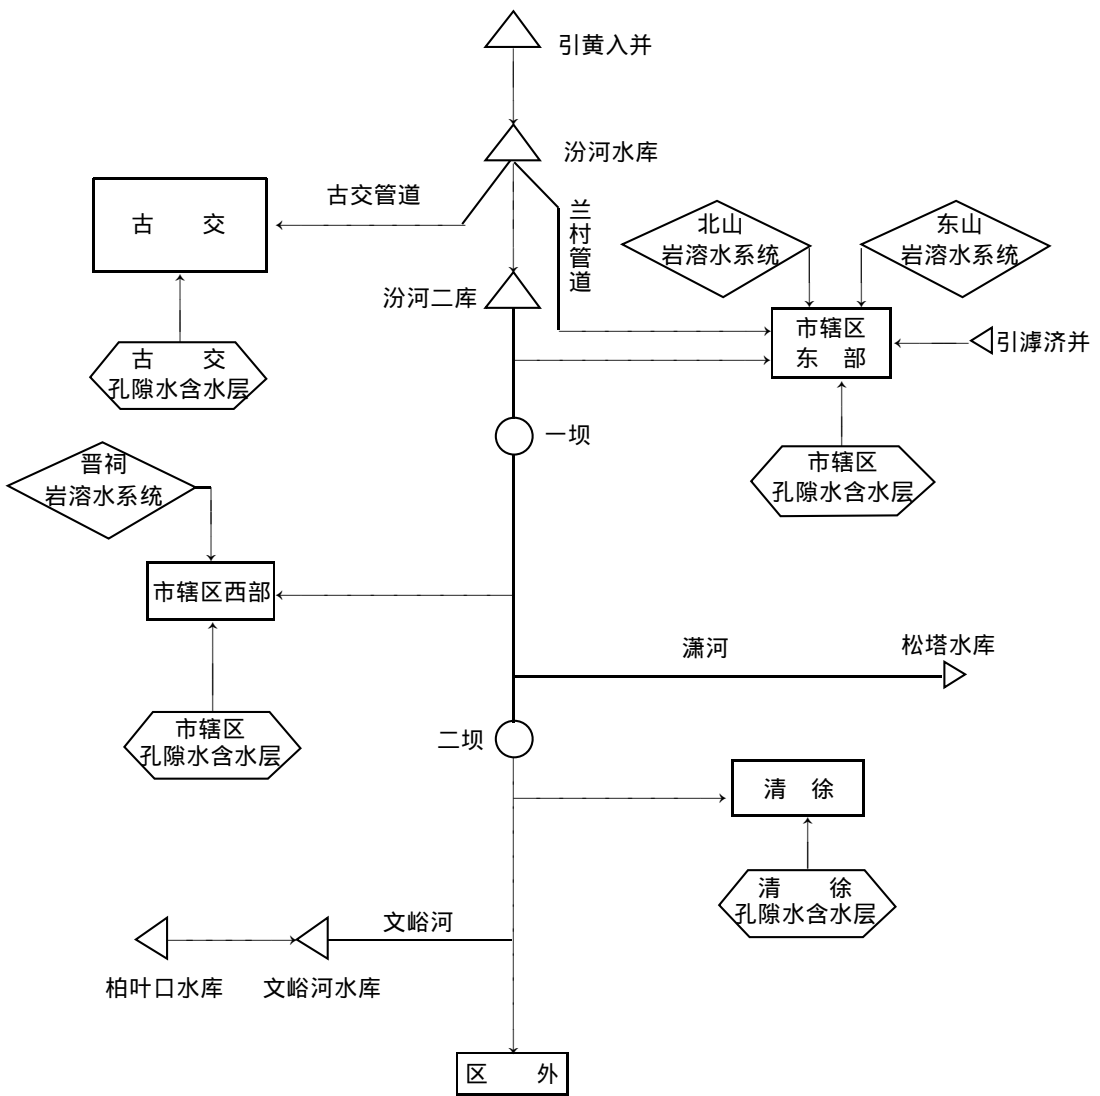 引黄入并
汾河水库
古交管道
兰村管道
古 交
北山
岩溶水系统
东山
岩溶水系统
汾河二库
市辖区
东 部
引滹济并
古 交
孔隙水含水层
一坝
晋祠
岩溶水系统
市辖区
孔隙水含水层
市辖区西部
潇河
松塔水库
市辖区
孔隙水含水层
二坝
清 徐
清 徐
孔隙水含水层
文峪河
柏叶口水库
文峪河水库
区 外